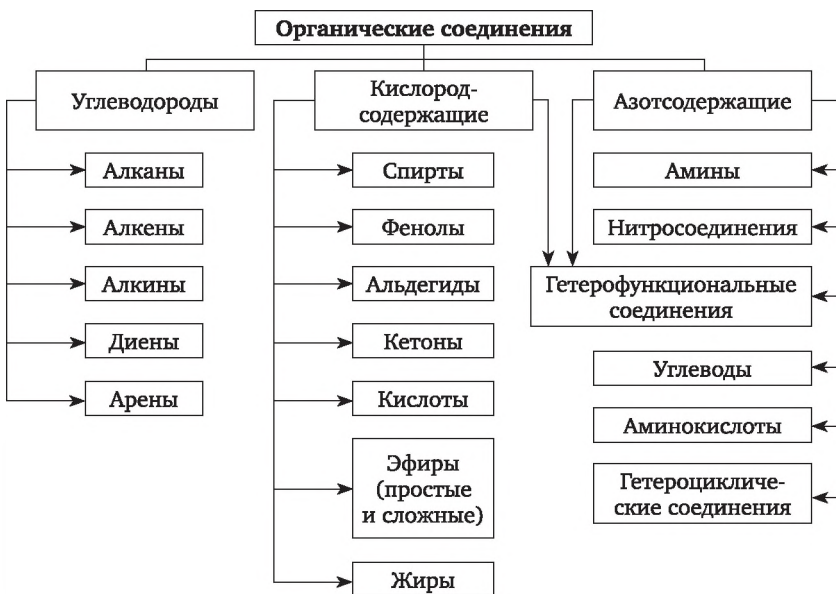 Органические соединения
Углеводороды
Алканы
Алкены
Алкины
Диены
Арены
Кислород-
содержащие
Спирты
Фенолы
Альдегиды
Кетоны
Кислоты
Эфиры
(простые
и сложные)
Жиры
Азотсодержащие
Амины
Нитросоединения
Гетерофункциональные
соединения
Углеводы
Аминокислоты
Гетероцикличе-
ские соединения